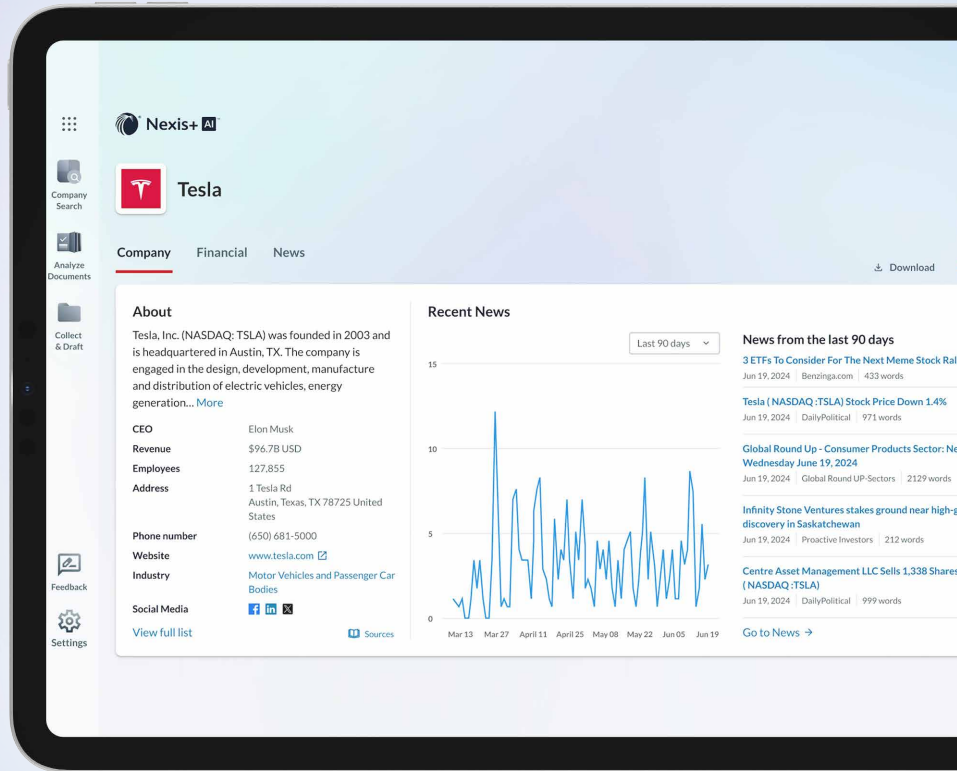 Nexis+ AI
Company
Search
Analyze
Documents
Collect
& Draft
Feedback
Settings
Tesla
Company Financial News
Download
About
Tesla, Inc. (NASDAQ: TSLA) was founded in 2003 and
is headquartered in Austin, TX. The company is
engaged in the design, development, manufacture
and distribution of electric vehicles, energy
generation... More
CEO Elon Musk
Revenue $96.7B USD
Employees 127,855
Address 1 Tesla Rd
Austin, Texas, TX 78725 United
States
Phone number (650) 681-5000
Website www.tesla.com
Industry Motor Vehicles and Passenger Car
Bodies
Social Media
View full list Sources
Recent News
Last 90 days
15
10
5
0
Mar 13 Mar 27 April 11 April 25 May 08 May 22 Jun 05 Jun 19
News from the last 90 days
3 ETFs To Consider For The Next Meme Stock Ral
Jun 19, 2024 Benzinga.com 433 words
Tesla ( NASDAQ :TSLA) Stock Price Down 1.4%
Jun 19, 2024 DailyPolitical 971 words
Global Round Up - Consumer Products Sector: Ne
Wednesday June 19, 2024
Jun 19, 2024 Global Round UP-Sectors 2129 words
Infinity Stone Ventures stakes ground near high-g
discovery in Saskatchewan
Jun 19, 2024 Proactive Investors 212 words
Centre Asset Management LLC Sells 1,338 Shares
( NASDAQ :TSLA)
Jun 19, 2024 DailyPolitical 999 words
Go to News →